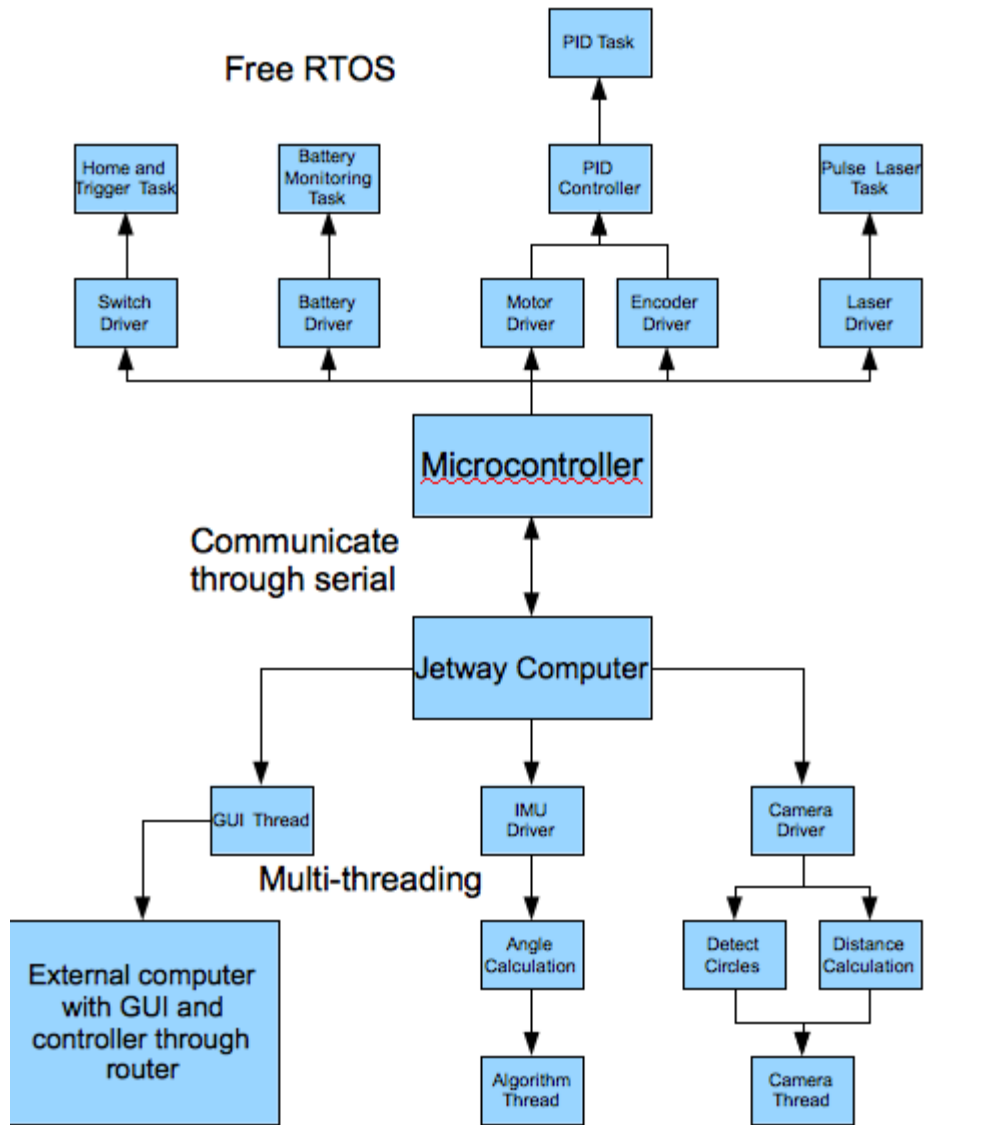 PID Task
Free RTOS
Home and
Trigger Task
Battery
Monitoring
Task
PID
Controller
Pulse Laser
Task
Switch
Driver
Battery
Driver
Motor
Driver
Encoder
Driver
Laser
Driver
Microcontroller
Communicate
through serial
Jetway Computer
GUI Thread
IMU
Driver
Camera
Driver
Multi-threading
External computer
with GUI and
controller through
router
Angle
Calculation
Detect
Circles
Distance
Calculation
Algorithm
Thread
Camera
Thread